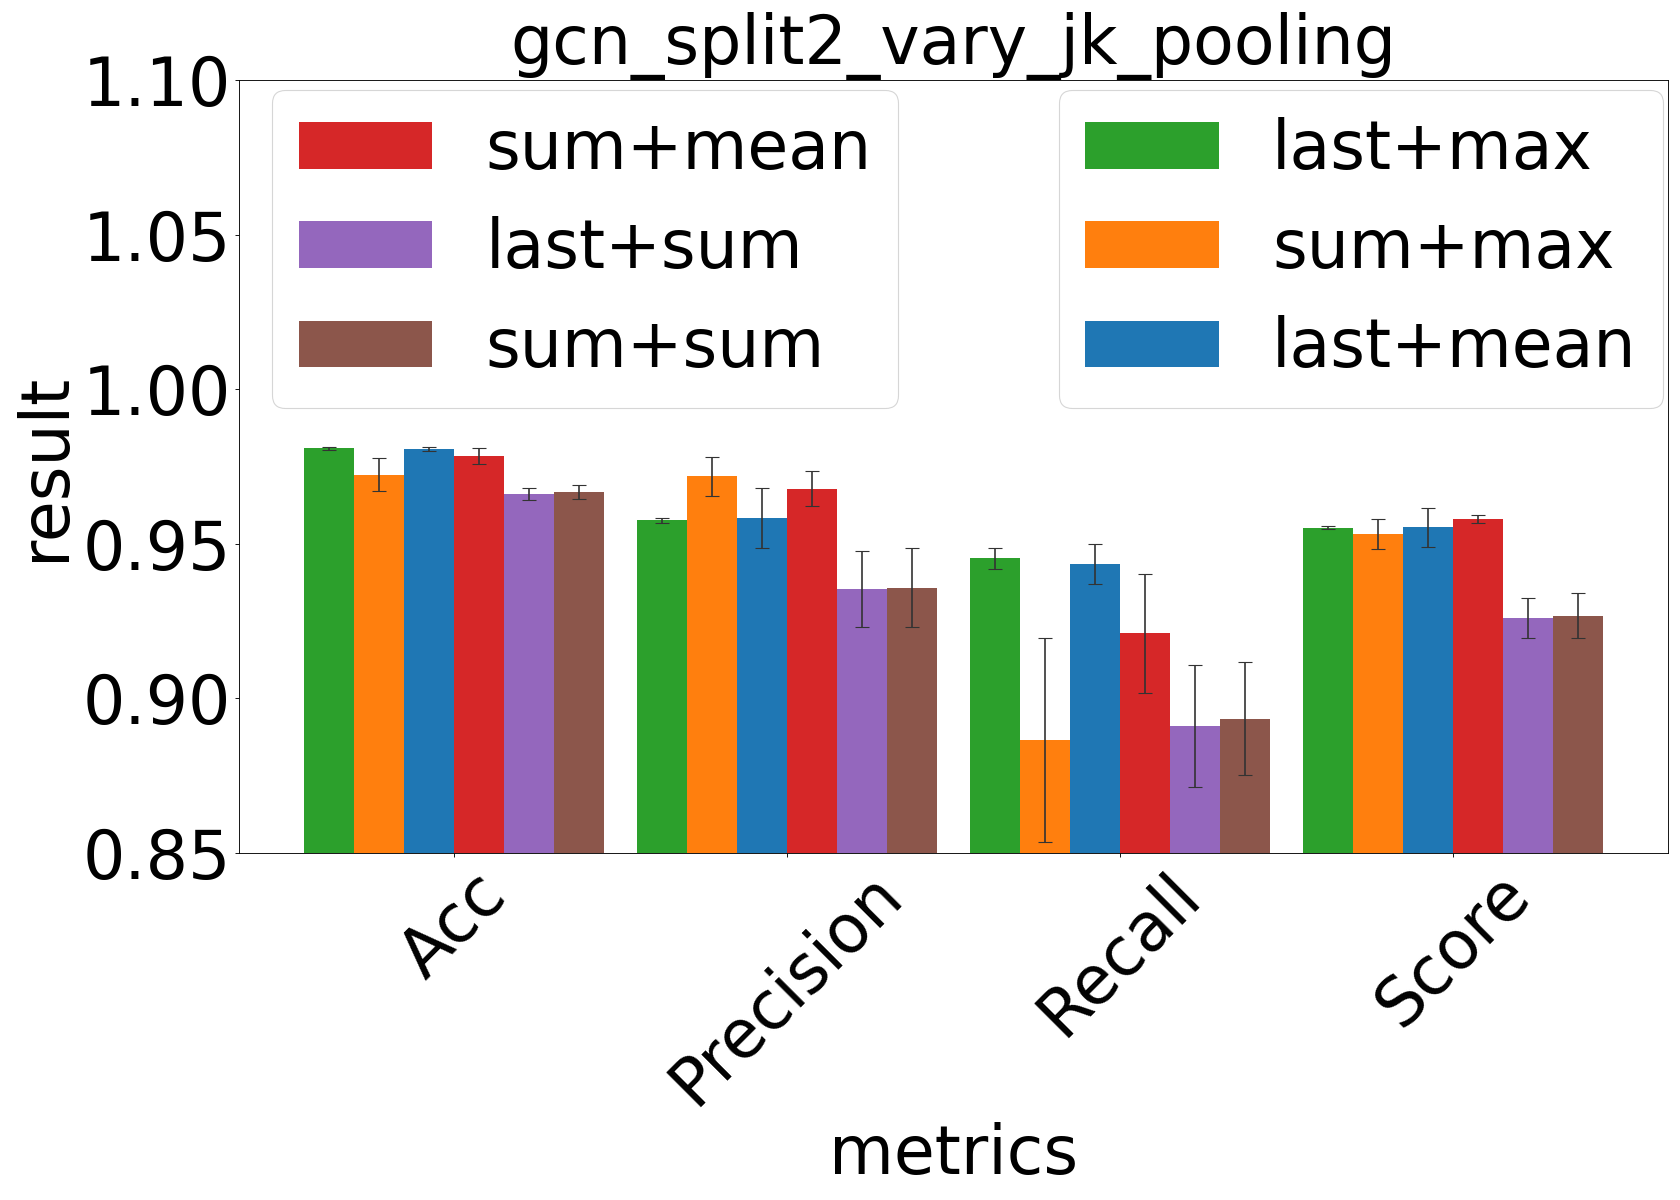 gcn_split2_vary_jk_pooling
1.10
1.05
1.00
0.95
0.90
0.85
result
sum+mean
last+sum
sum+sum
last+max
sum+max
last+mean
Acc
Precision
Recall
Score
metrics